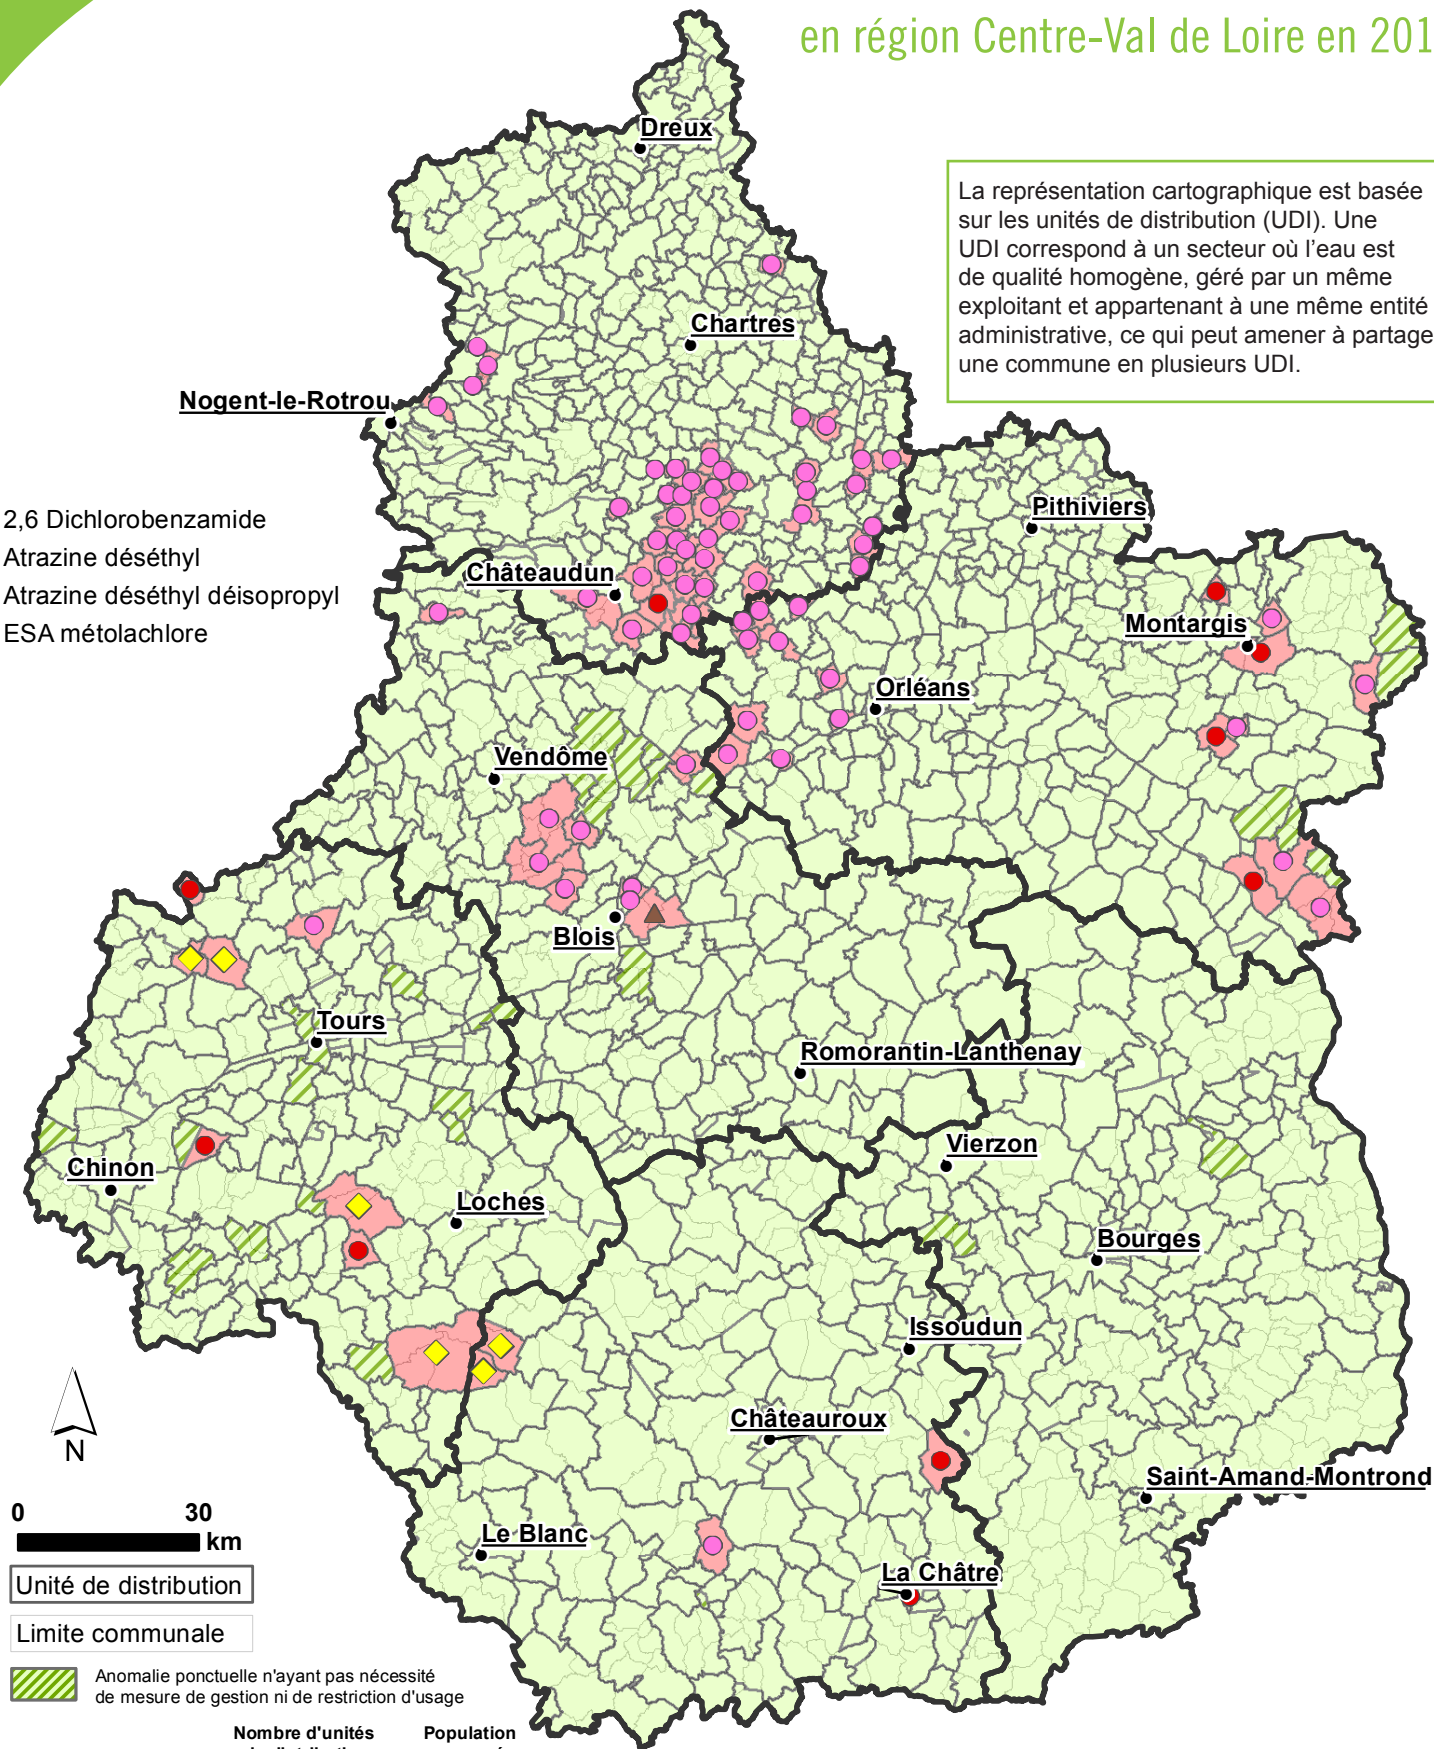 en région Centre-Val de Loire en 201
Dreux
La représentation cartographique est basée
sur les unités de distribution (UDI). Une
UDI correspond à un secteur où l'eau est
de qualité homogène, géré par un même
exploitant et appartenant à une même entité
administrative, ce qui peut amener à partage
une commune en plusieurs UDI.
Chartres
Nogent-le-Rotrou
Pithiviers
2,6 Dichlorobenzamide
Atrazine déséthyl
Atrazine déséthyl déisopropyl
ESA métolachlore
Châteaudun
Montargis
Orléans
Vendôme
Blois
Tours
Romorantin-Lanthenay
Vierzon
Chinon
Loches
Bourges
Issoudun
Châteauroux
N
Saint-Amand-Montrond
0 30
km
Le Blanc
La Châtre
Unité de distribution
Limite communale
Anomalie ponctuelle n'ayant pas nécessité
de mesure de gestion ni de restriction d'usage
Nombre d'unités Population